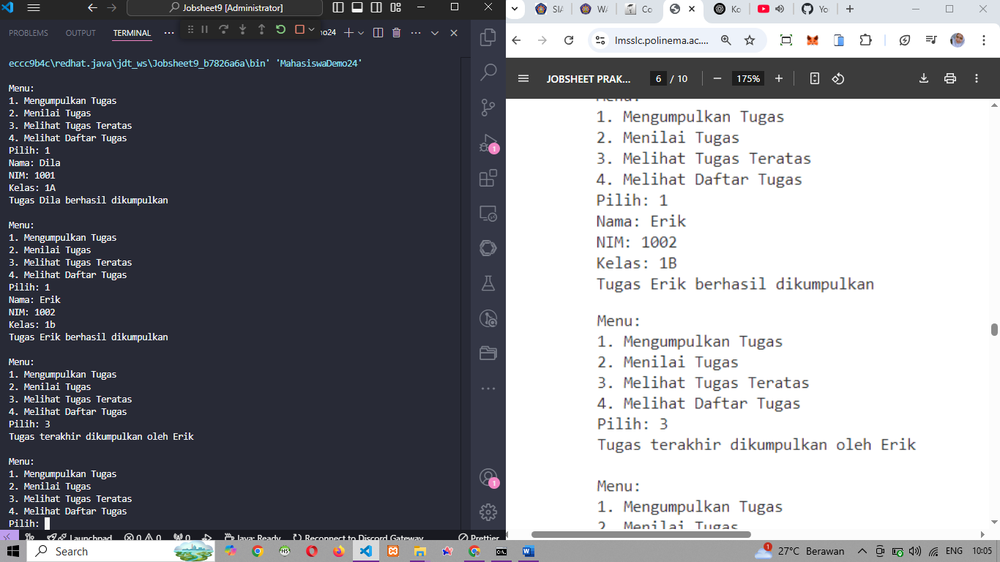 Jobsheet9 [Administrator]
PROBLEMS OUTPUT TERMINAL
eccc9b4c\redhat.java\jdt_ws\Jobsheet9_b7826a6a\bin' 'MahasiswaDemo24'
Menu:
1. Mengumpulkan Tugas
2. Menilai Tugas
3. Melihat Tugas Teratas
4. Melihat Daftar Tugas
Pilih: 1
Nama: Dila
NIM: 1001
Kelas: 1A
Tugas Dila berhasil dikumpulkan
Menu:
1. Mengumpulkan Tugas
2. Menilai Tugas
3. Melihat Tugas Teratas
4. Melihat Daftar Tugas
Pilih: 1
Nama: Erik
NIM: 1002
Kelas: 1b
Tugas Erik berhasil dikumpulkan
Menu:
1. Mengumpulkan Tugas
2. Menilai Tugas
3. Melihat Tugas Teratas
4. Melihat Daftar Tugas
Pilih: 3
Tugas terakhir dikumpulkan oleh Erik
Menu:
1. Mengumpulkan Tugas
2. Menilai Tugas
3. Melihat Tugas Teratas
4. Melihat Daftar Tugas
Pilih:
1
1
Launchpad 0 0 0 Java: Ready Reconnect to Discord Gateway Prettier
SIA WA Co Ko Yo
lmsslc.polinema.ac....
JOBSHEET PRAK... 6 / 10 175%
Menu:
1. Mengumpulkan Tugas
2. Menilai Tugas
3. Melihat Tugas Teratas
4. Melihat Daftar Tugas
Pilih: 1
Nama: Erik
NIM: 1002
Kelas: 1B
Tugas Erik berhasil dikumpulkan
Menu:
1. Mengumpulkan Tugas
2. Menilai Tugas
3. Melihat Tugas Teratas
4. Melihat Daftar Tugas
Pilih: 3
Tugas terakhir dikumpulkan oleh Erik
Menu:
1. Mengumpulkan Tugas
2. Menilai Tugas
Search 1 27°C Berawan ENG 10:05